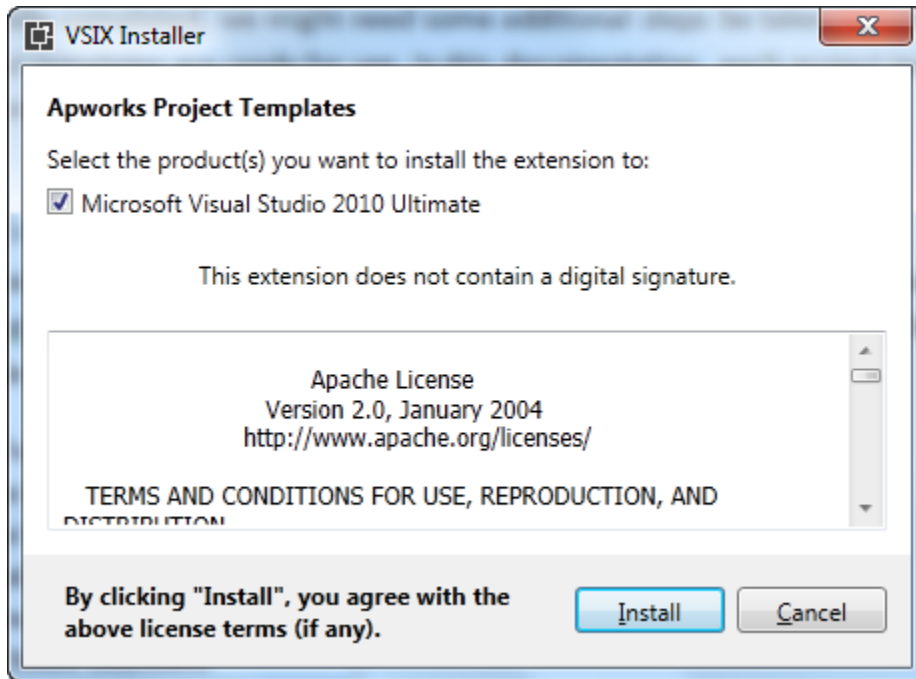 VSIX Installer
Apworks Project Templates
Select the product(s) you want to install the extension to:
Microsoft Visual Studio 2010 Ultimate
This extension does not contain a digital signature.
Apache License
Version 2.0, January 2004
http://www.apache.org/licenses/
TERMS AND CONDITIONS FOR USE, REPRODUCTION, AND
DISTRIBUTION
By clicking "Install", you agree with the
above license terms (if any).
Install
Cancel